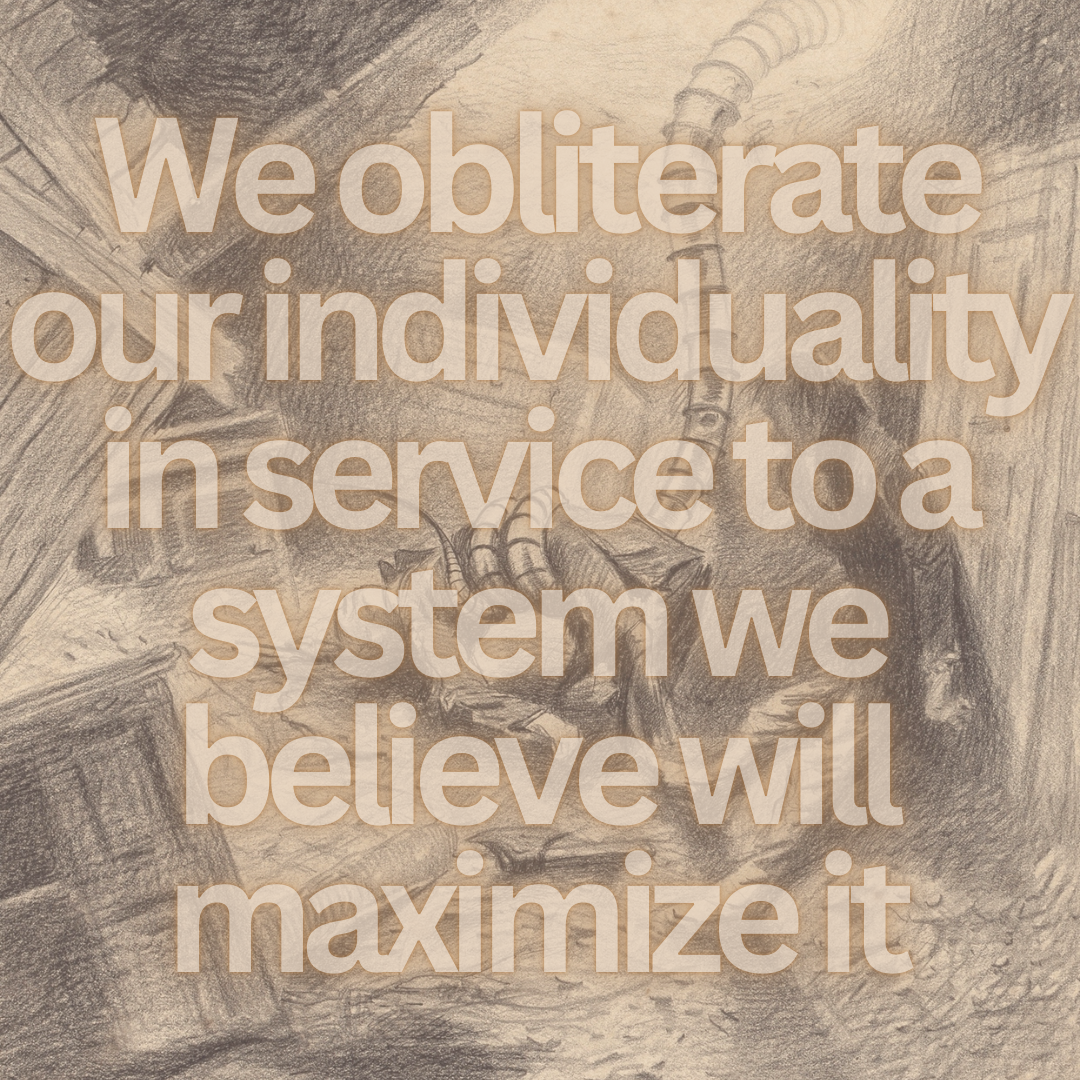 We obliterate
our individuality
in service to a
system we
believe will
maximize it